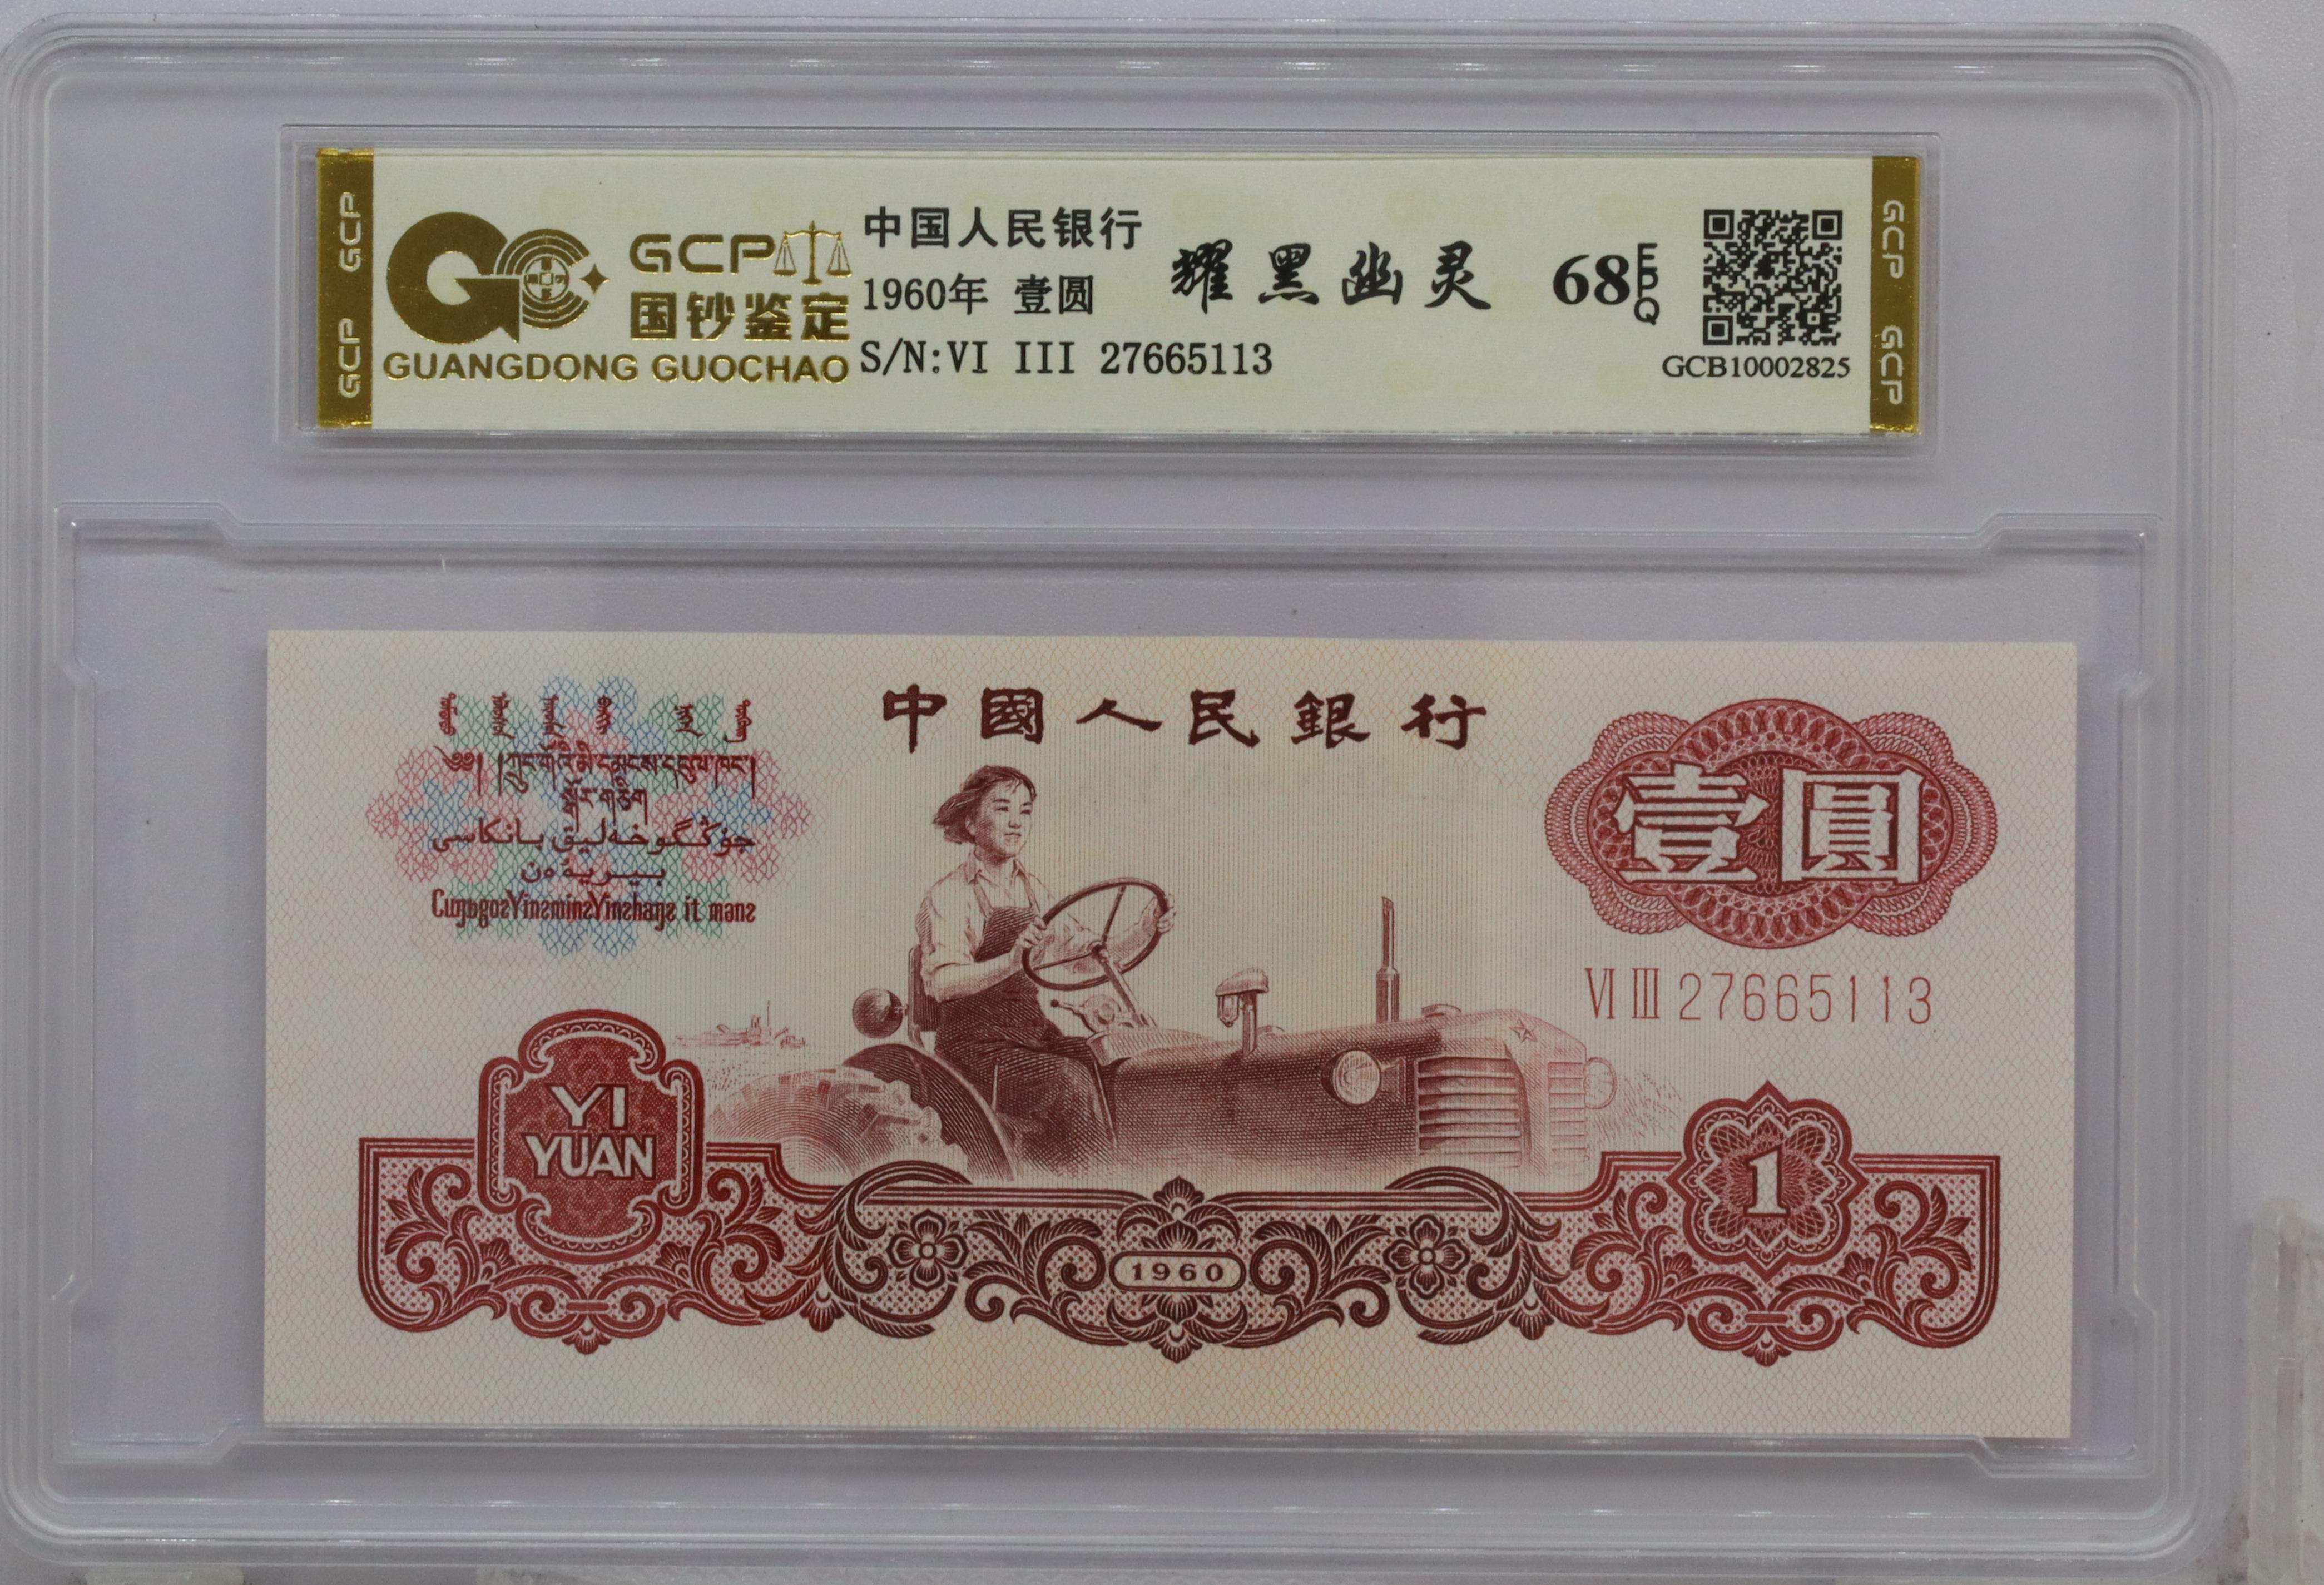 GCP GCP
GCP
国钞鉴定
GUANGDONG GUOCHAO
中国人民银行
1960年 壹圆
S/N:VI III 27665113
耀黑幽灵
68 EPQ
GCB10002825
GCP GCP
中國人民銀行
壹圓
VI III 27665113
YI
YUAN
1960
1